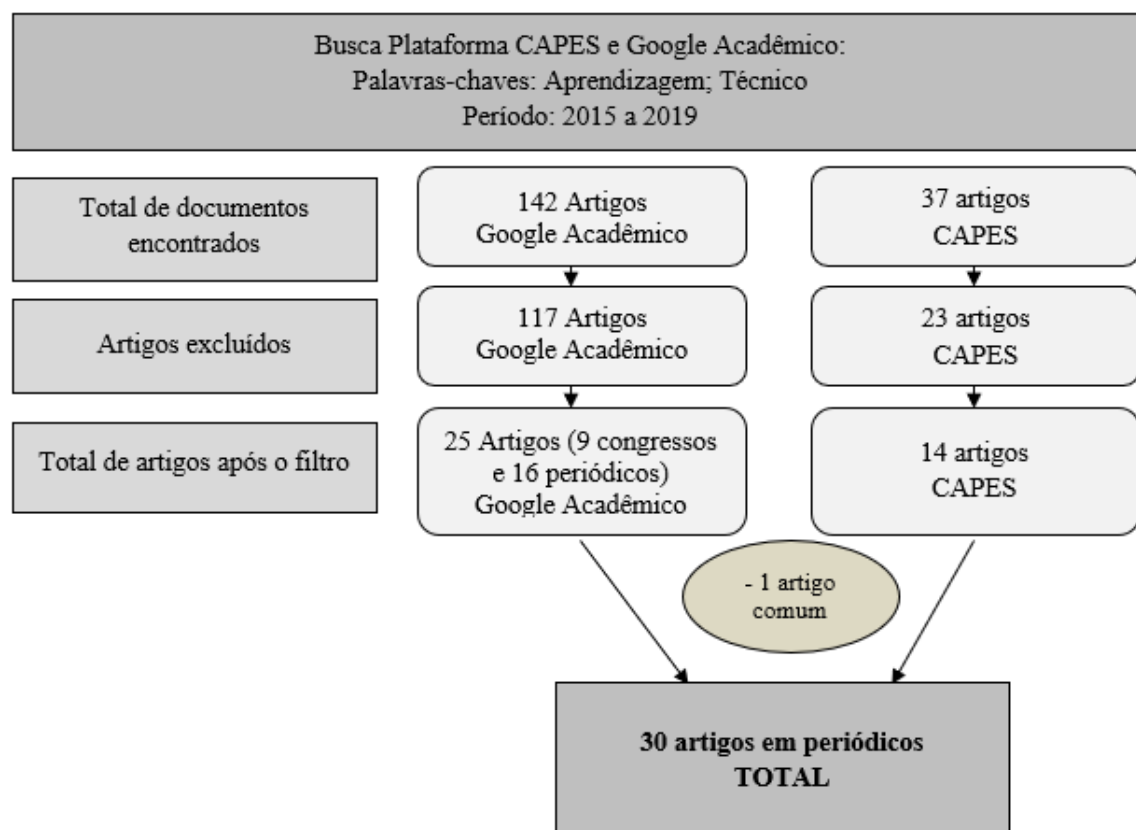 Busca Plataforma CAPES e Google Acadêmico:
Palavras-chaves: Aprendizagem; Técnico
Período: 2015 a 2019
Total de documentos
encontrados
142 Artigos
Google Acadêmico
37 artigos
CAPES
Artigos excluídos
117 Artigos
Google Acadêmico
23 artigos
CAPES
Total de artigos após o filtro
25 Artigos (9 congressos
e 16 periódicos)
Google Acadêmico
14 artigos
CAPES
- 1 artigo
comum
30 artigos em periódicos
TOTAL